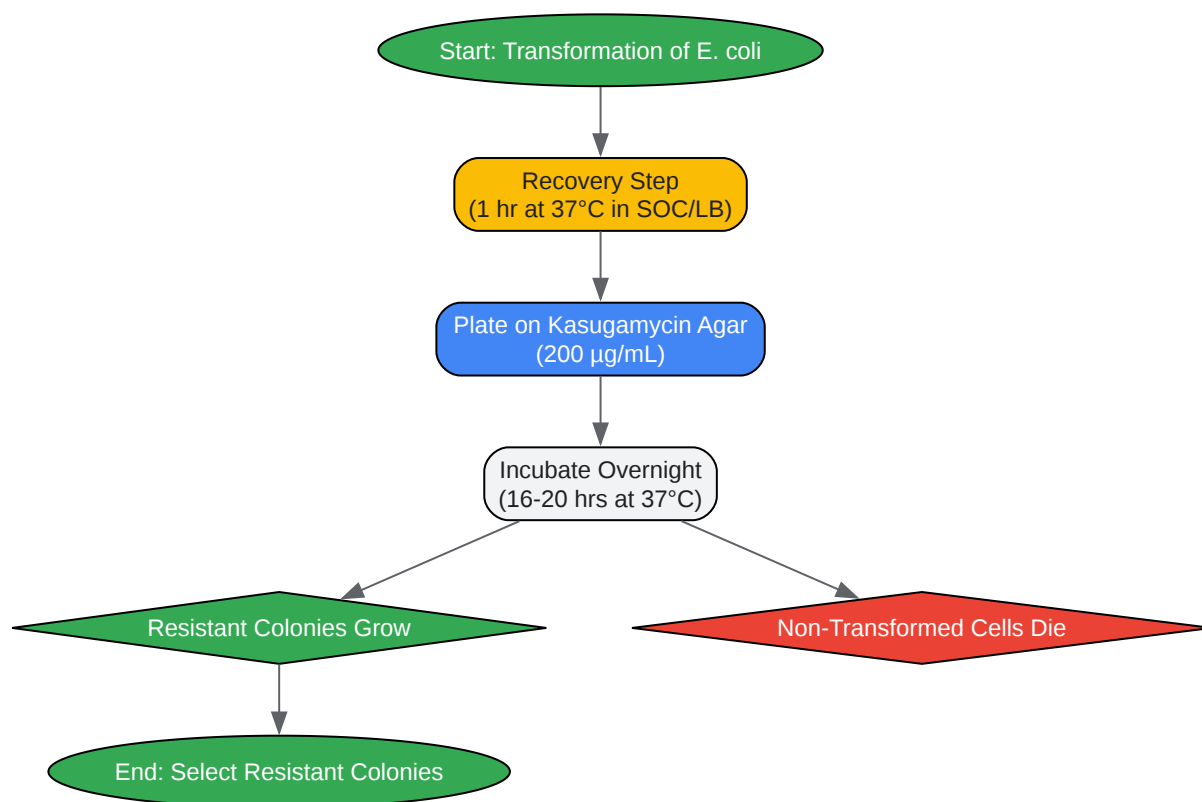 Start: Transformation of E. coli
Recovery Step
(1 hr at 37°C in SOC/LB)
Plate on Kasugamycin Agar
(200 µg/mL)
Incubate Overnight
(16-20 hrs at 37°C)
Resistant Colonies Grow
Non-Transformed Cells Die
End: Select Resistant Colonies